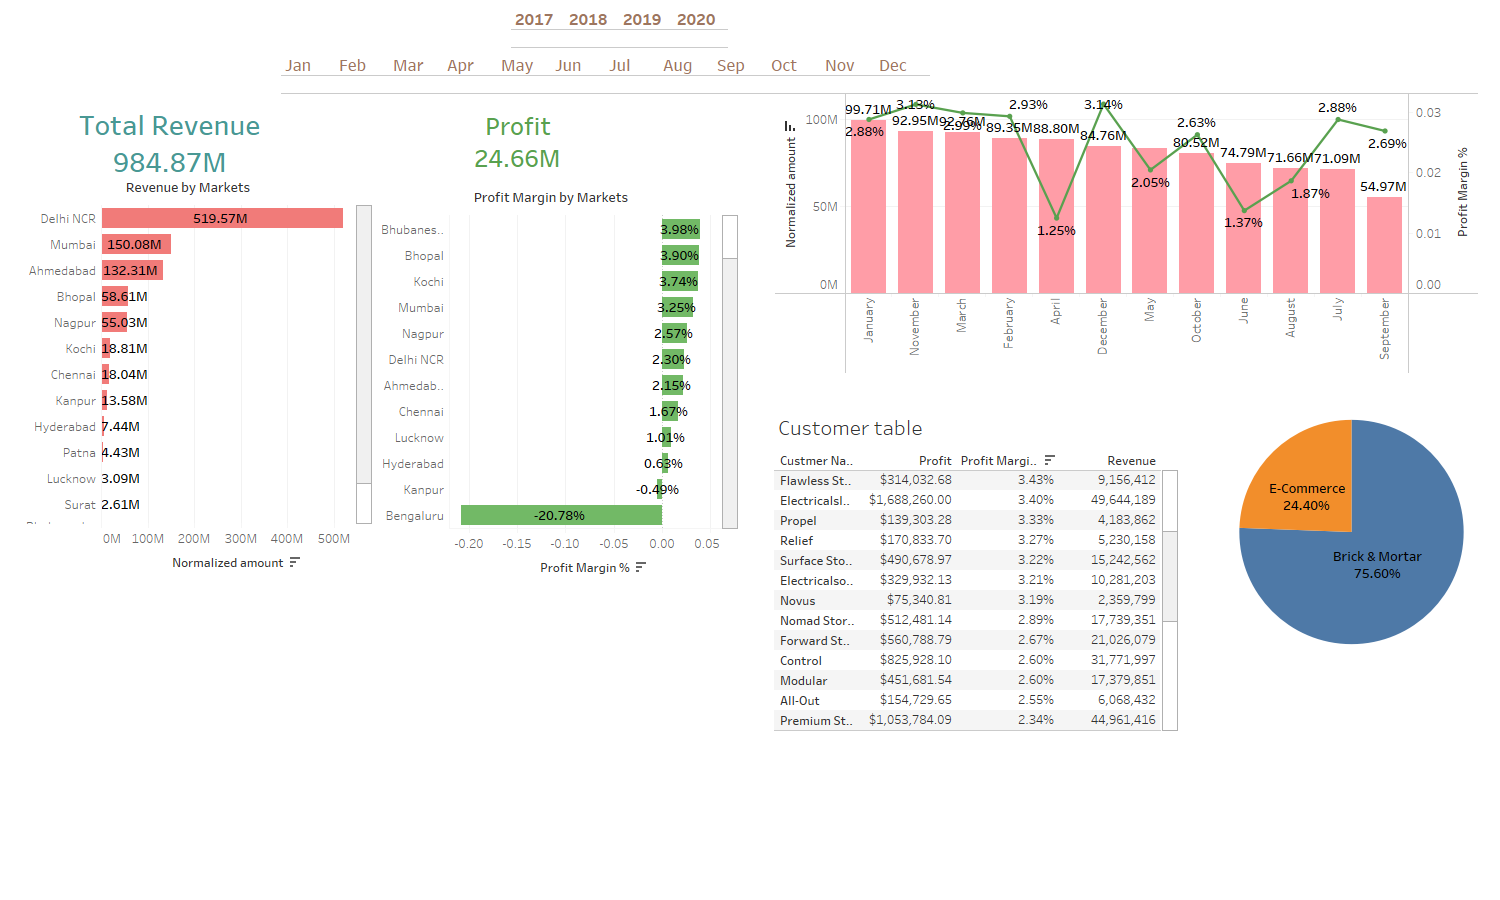 2017 2018 2019 2020
Jan Feb Mar Apr May Jun Jul Aug Sep Oct Nov Dec
Total Revenue
984.87M
Revenue by Markets
Delhi NCR 519.57M
Mumbai 150.08M
Ahmedabad 132.31M
Bhopal 58.61M
Nagpur 55.03M
Kochi 18.81M
Chennai 18.04M
Kanpur 13.58M
Hyderabad 7.44M
Patna 4.43M
Lucknow 3.09M
Surat 2.61M
0M 100M 200M 300M 400M 500M
Normalized amount
Profit
24.66M
Profit Margin by Markets
Bhubanes.. 3.98%
Bhopal 3.90%
Kochi 3.74%
Mumbai 3.25%
Nagpur 2.57%
Delhi NCR 2.30%
Ahmedab.. 2.15%
Chennai 1.67%
Lucknow 1.01%
Hyderabad 0.63%
Kanpur -0.49%
Bengaluru -20.78%
-0.20 -0.15 -0.10 -0.05 0.00 0.05
Profit Margin %
Normalized amount
100M
50M
0M
99.71M 92.95M 92.76M 89.35M 88.80M 84.76M 80.52M 74.79M 71.66M 71.09M 54.97M
2.88% 3.13% 2.99% 2.93% 1.25% 3.14% 2.05% 2.63% 1.37% 1.87% 2.88% 2.69%
January November March February April December May October June August July September
0.03
0.02
0.01
0.00
Profit Margin %
Customer table
Custmer Na.. Profit Profit Margi.. Revenue
Flawless St.. $314,032.68 3.43% 9,156,412
Electricalsl.. $1,688,260.00 3.40% 49,644,189
Propel $139,303.28 3.33% 4,183,862
Relief $170,833.70 3.27% 5,230,158
Surface Sto.. $490,678.97 3.22% 15,242,562
Electricalso.. $329,932.13 3.21% 10,281,203
Novus $75,340.81 3.19% 2,359,799
Nomad Stor.. $512,481.14 2.89% 17,739,351
Forward St.. $560,788.79 2.67% 21,026,079
Control $825,928.10 2.60% 31,771,997
Modular $451,681.54 2.60% 17,379,851
All-Out $154,729.65 2.55% 6,068,432
Premium St.. $1,053,784.09 2.34% 44,961,416
E-Commerce
24.40%
Brick & Mortar
75.60%